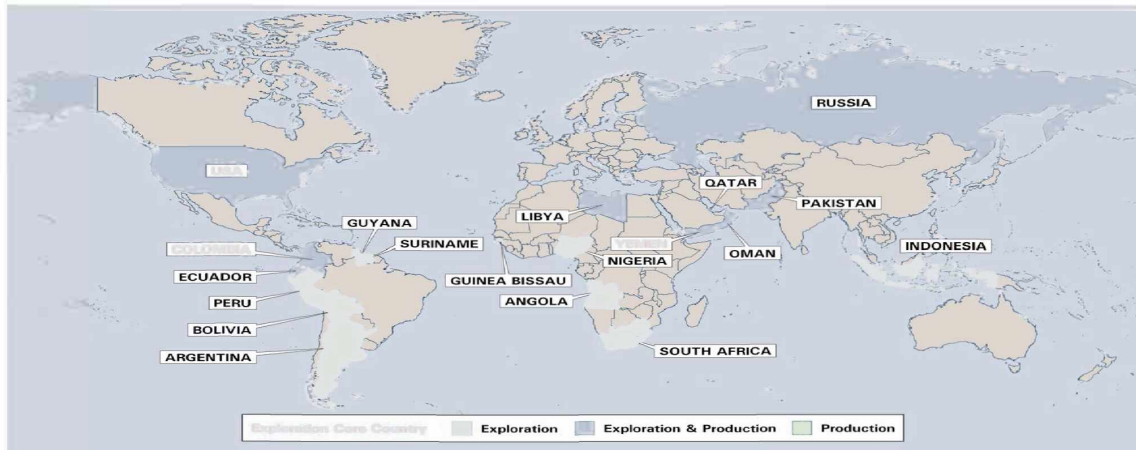 RUSSIA
USA
QATAR
PAKISTAN
LIBYA
GUYANA
YEMEN
COLOMBIA
SURINAME
OMAN
INDONESIA
NIGERIA
ECUADOR
GUINEA BISSAU
PERU
ANGOLA
BOLIVIA
ARGENTINA
SOUTH AFRICA
Exploration Core Country Exploration Exploration & Production Production